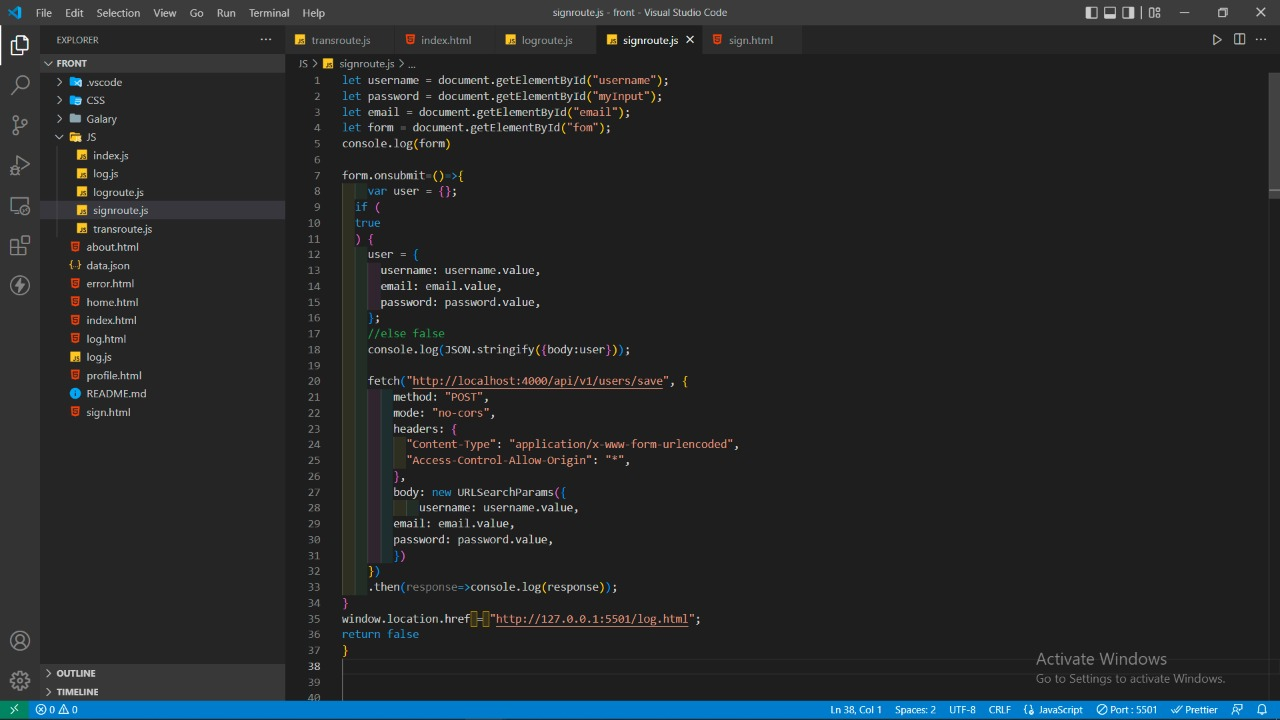 File Edit Selection View Go Run Terminal Help signroute.js - front - Visual Studio Code
EXPLORER ···
FRONT
.vscode
CSS
Galary
JS
index.js
log.js
logroute.js
signroute.js
transroute.js
about.html
data.json
error.html
home.html
index.html
log.html
log.js
profile.html
README.md
sign.html
OUTLINE
TIMELINE
transroute.js index.html logroute.js signroute.js sign.html
JS > signroute.js > ...
1 let username = document.getElementById("username");
2 let password = document.getElementById("myInput");
3 let email = document.getElementById("email");
4 let form = document.getElementById("fom");
5 console.log(form)
6
7 form.onsubmit=()=>{
8 var user = {};
9 if (
10 true
11 ) {
12 user = {
13 username: username.value,
14 email: email.value,
15 password: password.value,
16 };
17 //else false
18 console.log(JSON.stringify({body:user}));
19
20 fetch("http://localhost:4000/api/v1/users/save", {
21 method: "POST",
22 mode: "no-cors",
23 headers: {
24 "Content-Type": "application/x-www-form-urlencoded",
25 "Access-Control-Allow-Origin": "*",
26 },
27 body: new URLSearchParams({
28 username: username.value,
29 email: email.value,
30 password: password.value,
31 })
32 })
33 .then(response=>console.log(response));
34 }
35 window.location.href = "http://127.0.0.1:5501/log.html";
36 return false
37 }
38
39
40
Activate Windows
Go to Settings to activate Windows.
0 0 Ln 38, Col 1 Spaces: 2 UTF-8 CRLF JavaScript Port : 5501 Prettier